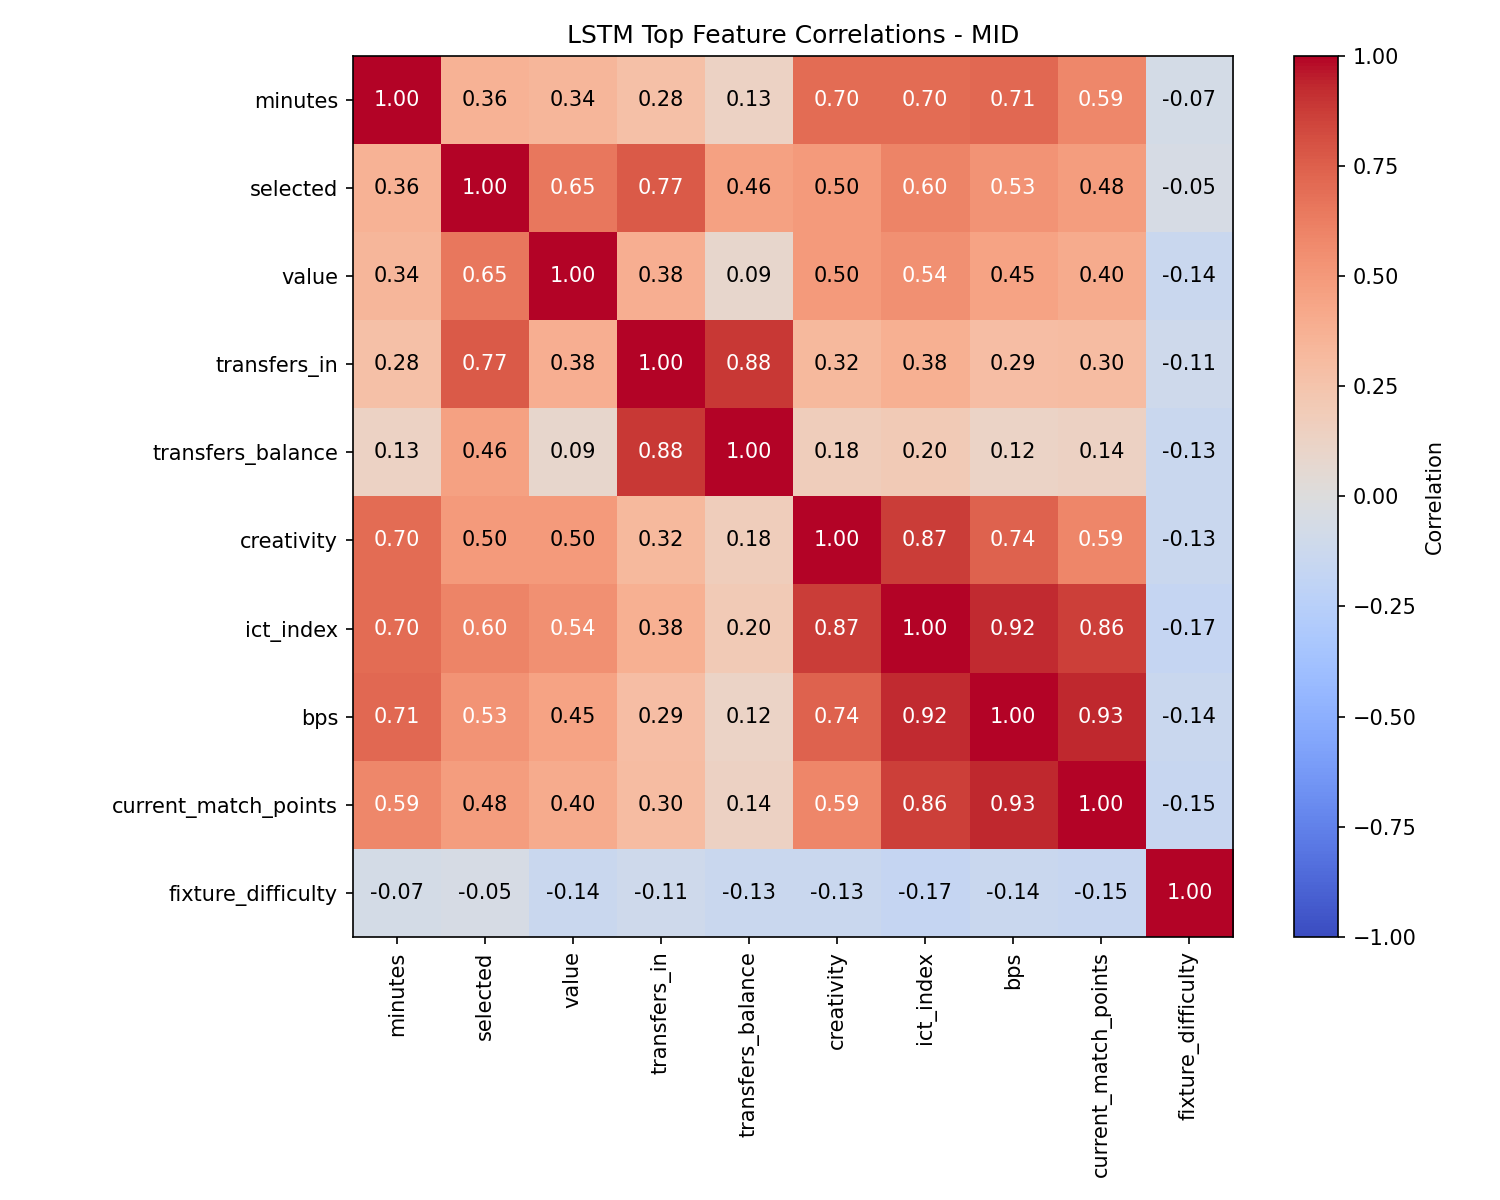 LSTM Top Feature Correlations - MID
minutes 1.00 0.36 0.34 0.28 0.13 0.70 0.70 0.71 0.59 -0.07
selected 0.36 1.00 0.65 0.77 0.46 0.50 0.60 0.53 0.48 -0.05
value 0.34 0.65 1.00 0.38 0.09 0.50 0.54 0.45 0.40 -0.14
transfers_in 0.28 0.77 0.38 1.00 0.88 0.32 0.38 0.29 0.30 -0.11
transfers_balance 0.13 0.46 0.09 0.88 1.00 0.18 0.20 0.12 0.14 -0.13
creativity 0.70 0.50 0.50 0.32 0.18 1.00 0.87 0.74 0.59 -0.13
ict_index 0.70 0.60 0.54 0.38 0.20 0.87 1.00 0.92 0.86 -0.17
bps 0.71 0.53 0.45 0.29 0.12 0.74 0.92 1.00 0.93 -0.14
current_match_points 0.59 0.48 0.40 0.30 0.14 0.59 0.86 0.93 1.00 -0.15
fixture_difficulty -0.07 -0.05 -0.14 -0.11 -0.13 -0.13 -0.17 -0.14 -0.15 1.00
minutes
selected
value
transfers_in
transfers_balance
creativity
ict_index
bps
current_match_points
fixture_difficulty
1.00
0.75
0.50
0.25
0.00
−0.25
−0.50
−0.75
−1.00
Correlation